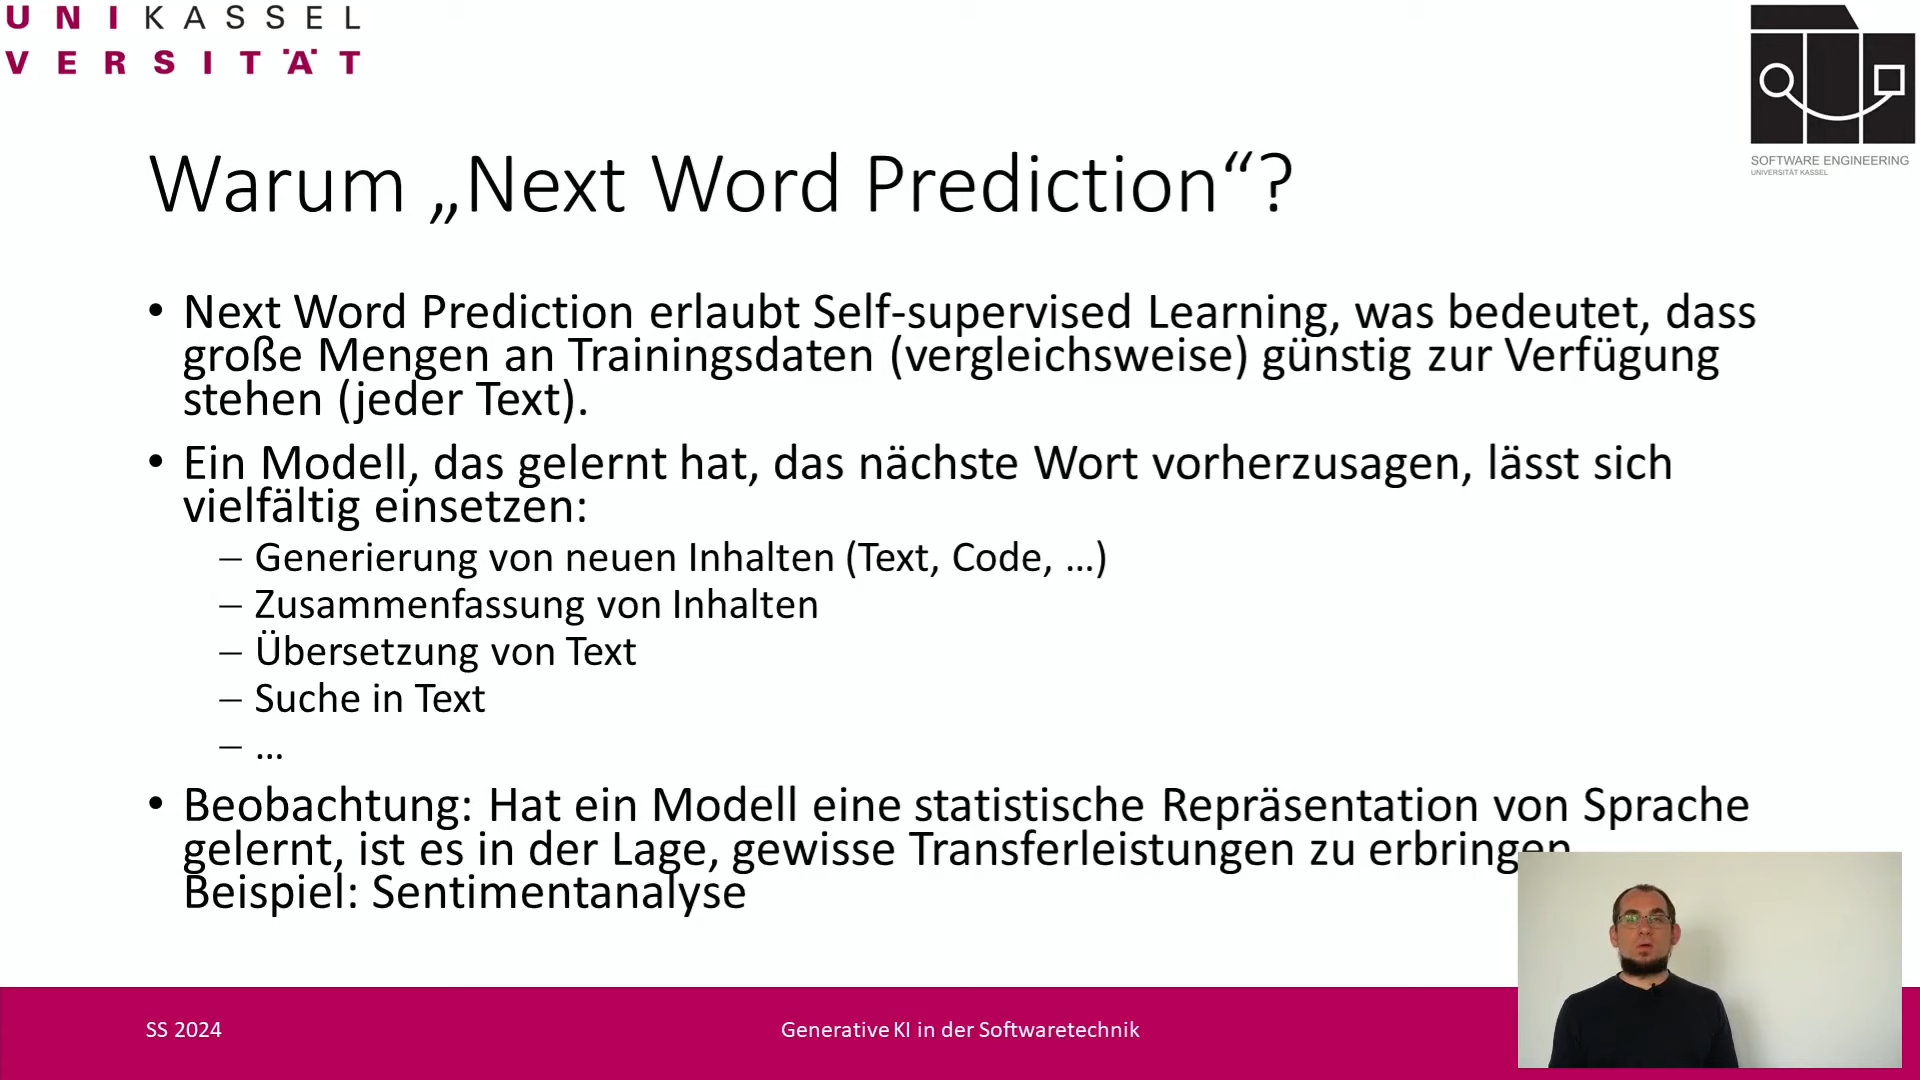 UNIKASSEL
VERSITÄT
SOFTWARE ENGINEERING
UNIVERSITÄT KASSEL
Warum „Next Word Prediction“?
• Next Word Prediction erlaubt Self-supervised Learning, was bedeutet, dass
große Mengen an Trainingsdaten (vergleichsweise) günstig zur Verfügung
stehen (jeder Text).
• Ein Modell, das gelernt hat, das nächste Wort vorherzusagen, lässt sich
vielfältig einsetzen:
– Generierung von neuen Inhalten (Text, Code, …)
– Zusammenfassung von Inhalten
– Übersetzung von Text
– Suche in Text
– …
• Beobachtung: Hat ein Modell eine statistische Repräsentation von Sprache
gelernt, ist es in der Lage, gewisse Transferleistungen zu erbringen
Beispiel: Sentimentanalyse
SS 2024
Generative KI in der Softwaretechnik